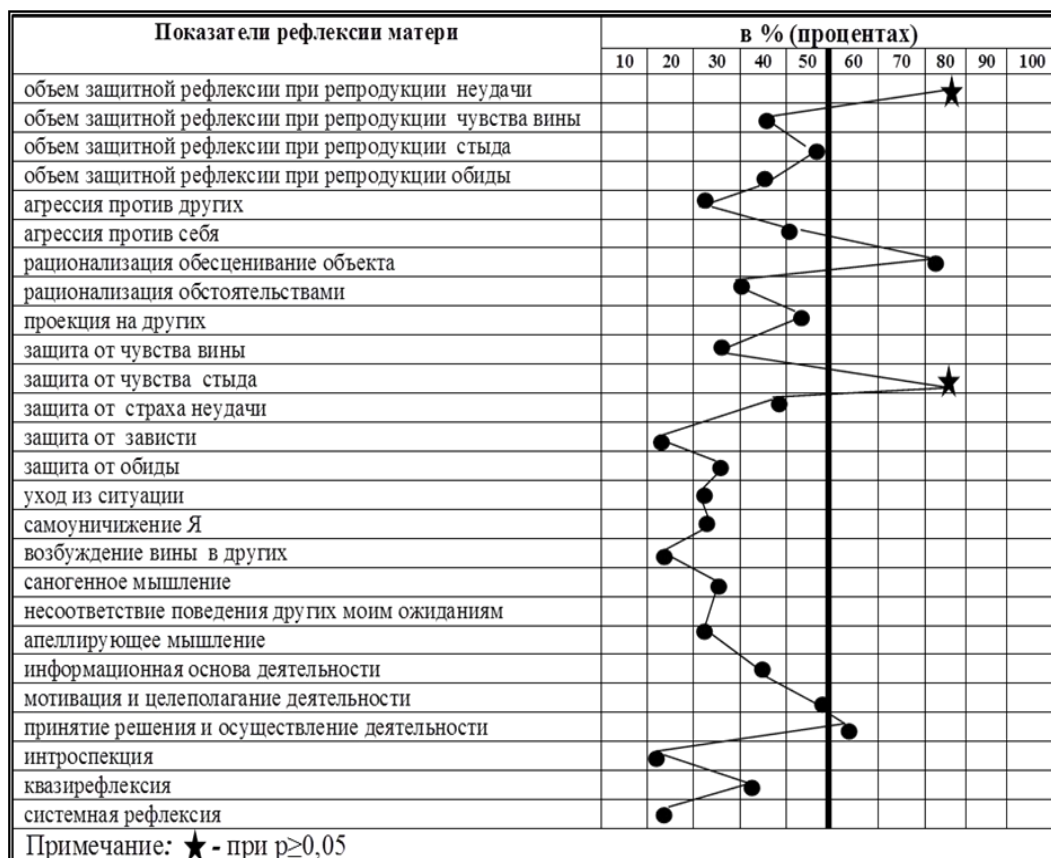 Показатели рефлексии матери
в % (процентах)
10 20 30 40 50 60 70 80 90 100
объем защитной рефлексии при репродукции неудачи
объем защитной рефлексии при репродукции чувства вины
объем защитной рефлексии при репродукции стыда
объем защитной рефлексии при репродукции обиды
агрессия против других
агрессия против себя
рационализация обесценивание объекта
рационализация обстоятельствами
проекция на других
защита от чувства вины
защита от чувства стыда
защита от страха неудачи
защита от зависти
защита от обиды
уход из ситуации
самоуничижение Я
возбуждение вины в других
саногенное мышление
несоответствие поведения других моим ожиданиям
апеллирующее мышление
информационная основа деятельности
мотивация и целеполагание деятельности
принятие решения и осуществление деятельности
интроспекция
квазирефлексия
системная рефлексия
Примечание: ★ - при p≥0,05